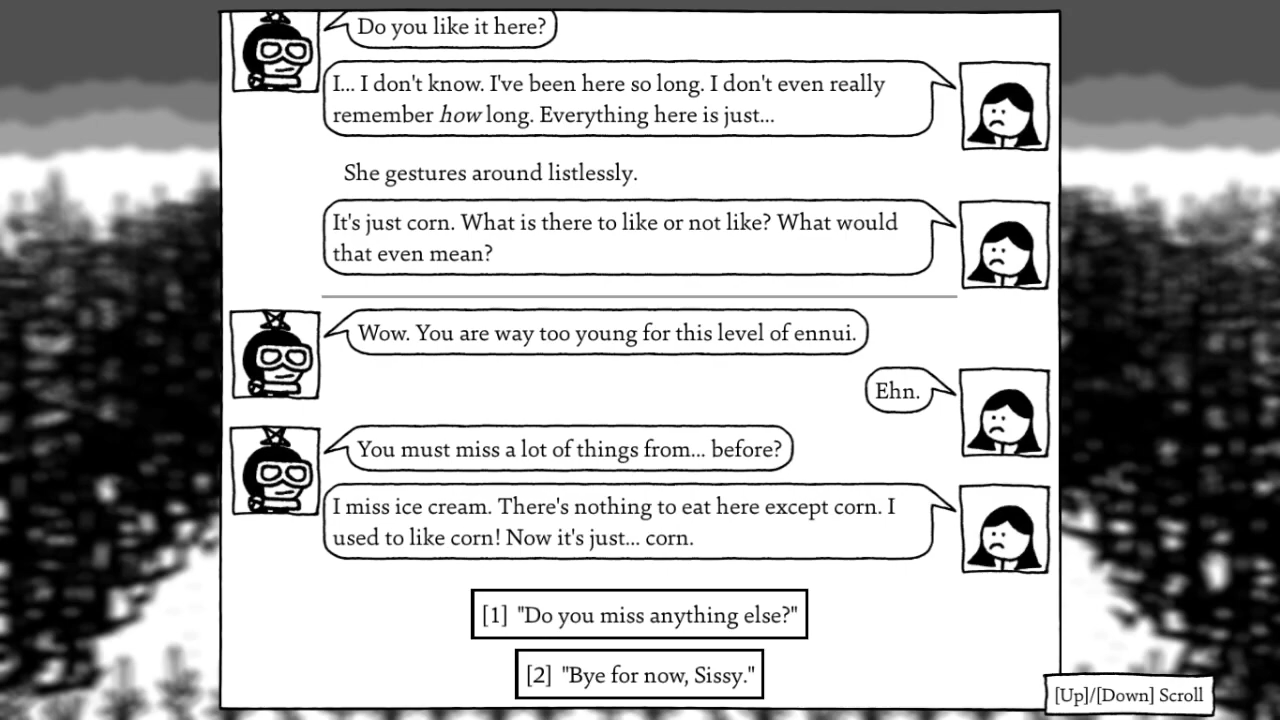 Do you like it here?
I... I don't know. I've been here so long. I don't even really
remember how long. Everything here is just...
She gestures around listlessly.
It's just corn. What is there to like or not like? What would
that even mean?
Wow. You are way too young for this level of ennui.
Ehn.
You must miss a lot of things from... before?
I miss ice cream. There's nothing to eat here except corn. I
used to like corn! Now it's just... corn.
[1] "Do you miss anything else?"
[2] "Bye for now, Sissy."
[Up]/[Down] Scroll